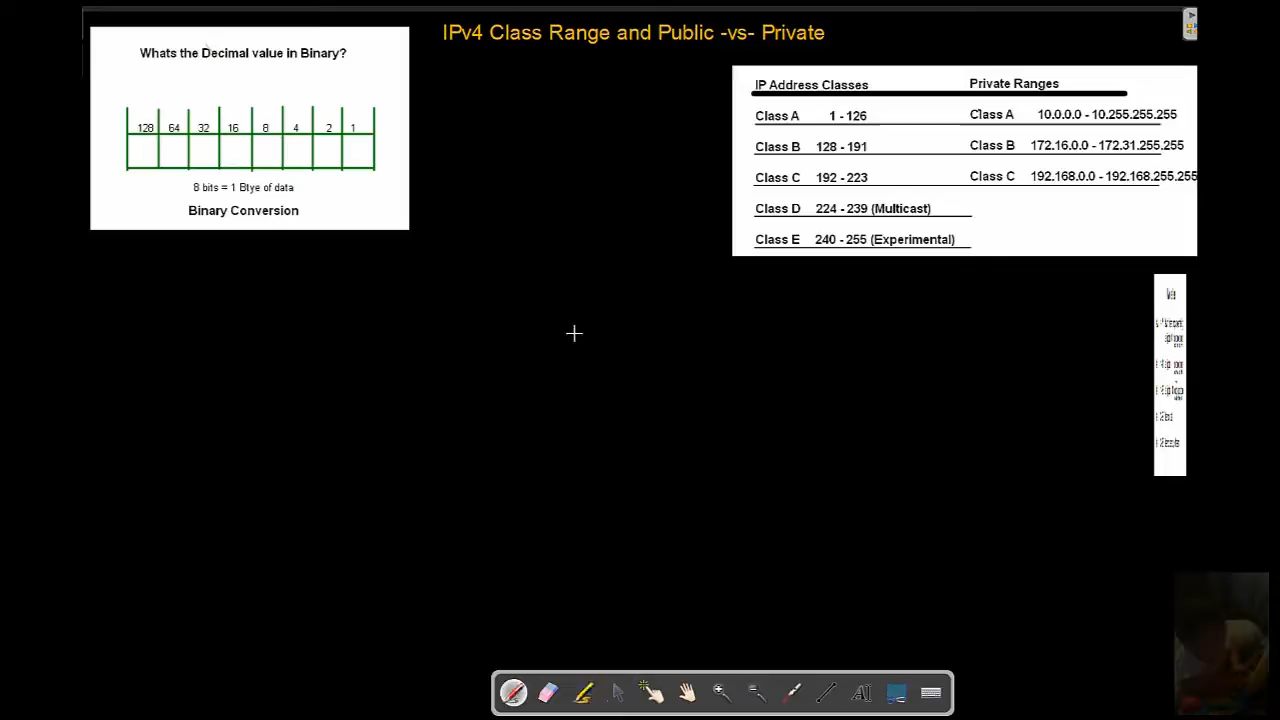 IPv4 Class Range and Public -vs- Private
Whats the Decimal value in Binary?
128 64 32 16 8 4 2 1
8 bits = 1 Btye of data
Binary Conversion
IP Address Classes Private Ranges
Class A 1 - 126 Class A 10.0.0.0 - 10.255.255.255
Class B 128 - 191 Class B 172.16.0.0 - 172.31.255.255
Class C 192 - 223 Class C 192.168.0.0 - 192.168.255.255
Class D 224 - 239 (Multicast)
Class E 240 - 255 (Experimental)
AI